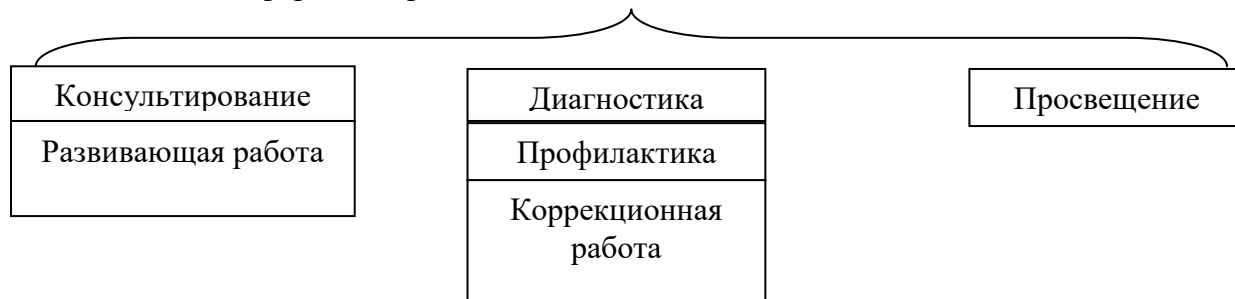 Консультирование
Развивающая работа
Диагностика
Профилактика
Коррекционная
работа
Просвещение